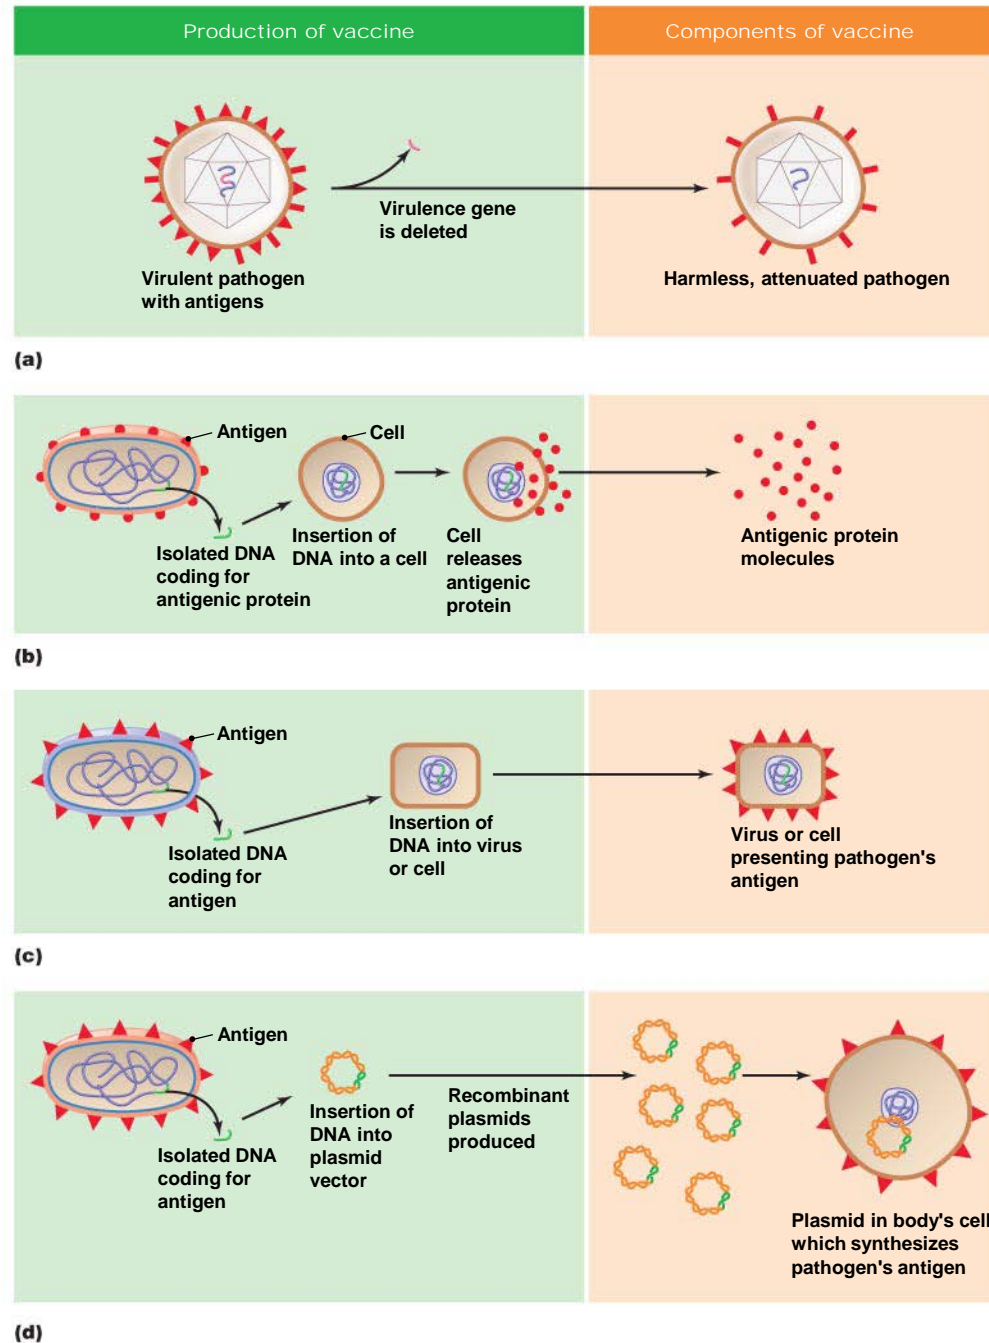 Production of vaccine
Components of vaccine
Virulent pathogen
with antigens
Virulence gene
is deleted
Harmless, attenuated pathogen
(a)
Antigen
Isolated DNA
coding for
antigenic protein
Cell
Insertion of
DNA into a cell
Cell
releases
antigenic
protein
Antigenic protein
molecules
(b)
Antigen
Isolated DNA
coding for
antigen
Insertion of
DNA into virus
or cell
Virus or cell
presenting pathogen's
antigen
(c)
Antigen
Isolated DNA
coding for
antigen
Insertion of
DNA into
plasmid
vector
Recombinant
plasmids
produced
Plasmid in body's cell
which synthesizes
pathogen's antigen
(d)